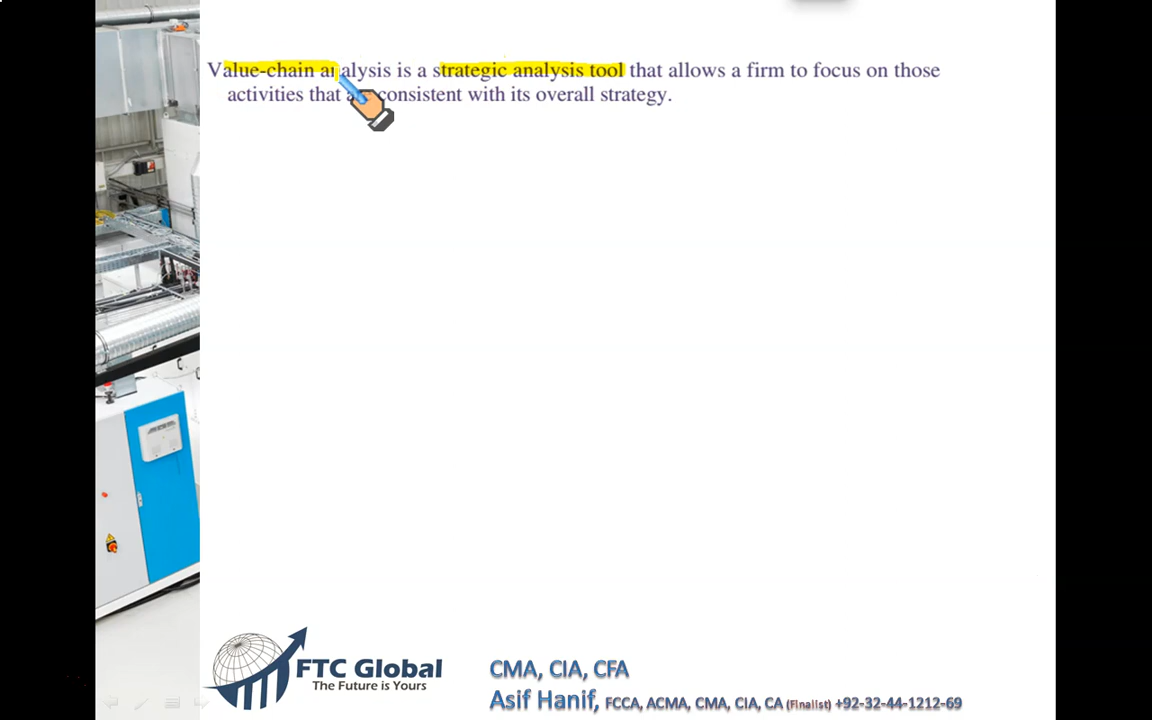 Value-chain analysis is a strategic analysis tool that allows a firm to focus on those
activities that are consistent with its overall strategy.
FTC Global
The Future is Yours
CMA, CIA, CFA
Asif Hanif, FCCA, ACMA, CMA, CIA, CA (Finalist) +92-32-44-1212-69